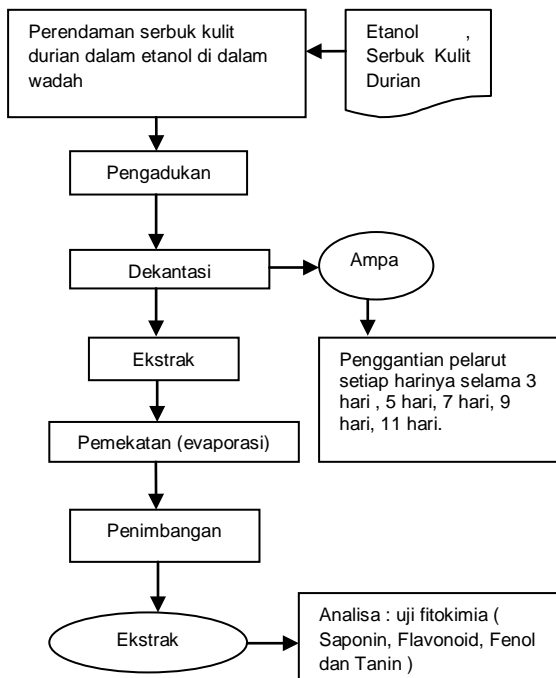 Perendaman serbuk kulit
durian dalam etanol di dalam
wadah
Etanol ,
Serbuk Kulit
Durian
Pengadukan
Dekantasi
Ampa
Ekstrak
Penggantian pelarut
setiap harinya selama 3
hari , 5 hari, 7 hari, 9
hari, 11 hari.
Pemekatan (evaporasi)
Penimbangan
Ekstrak
Analisa : uji fitokimia (
Saponin, Flavonoid, Fenol
dan Tanin )